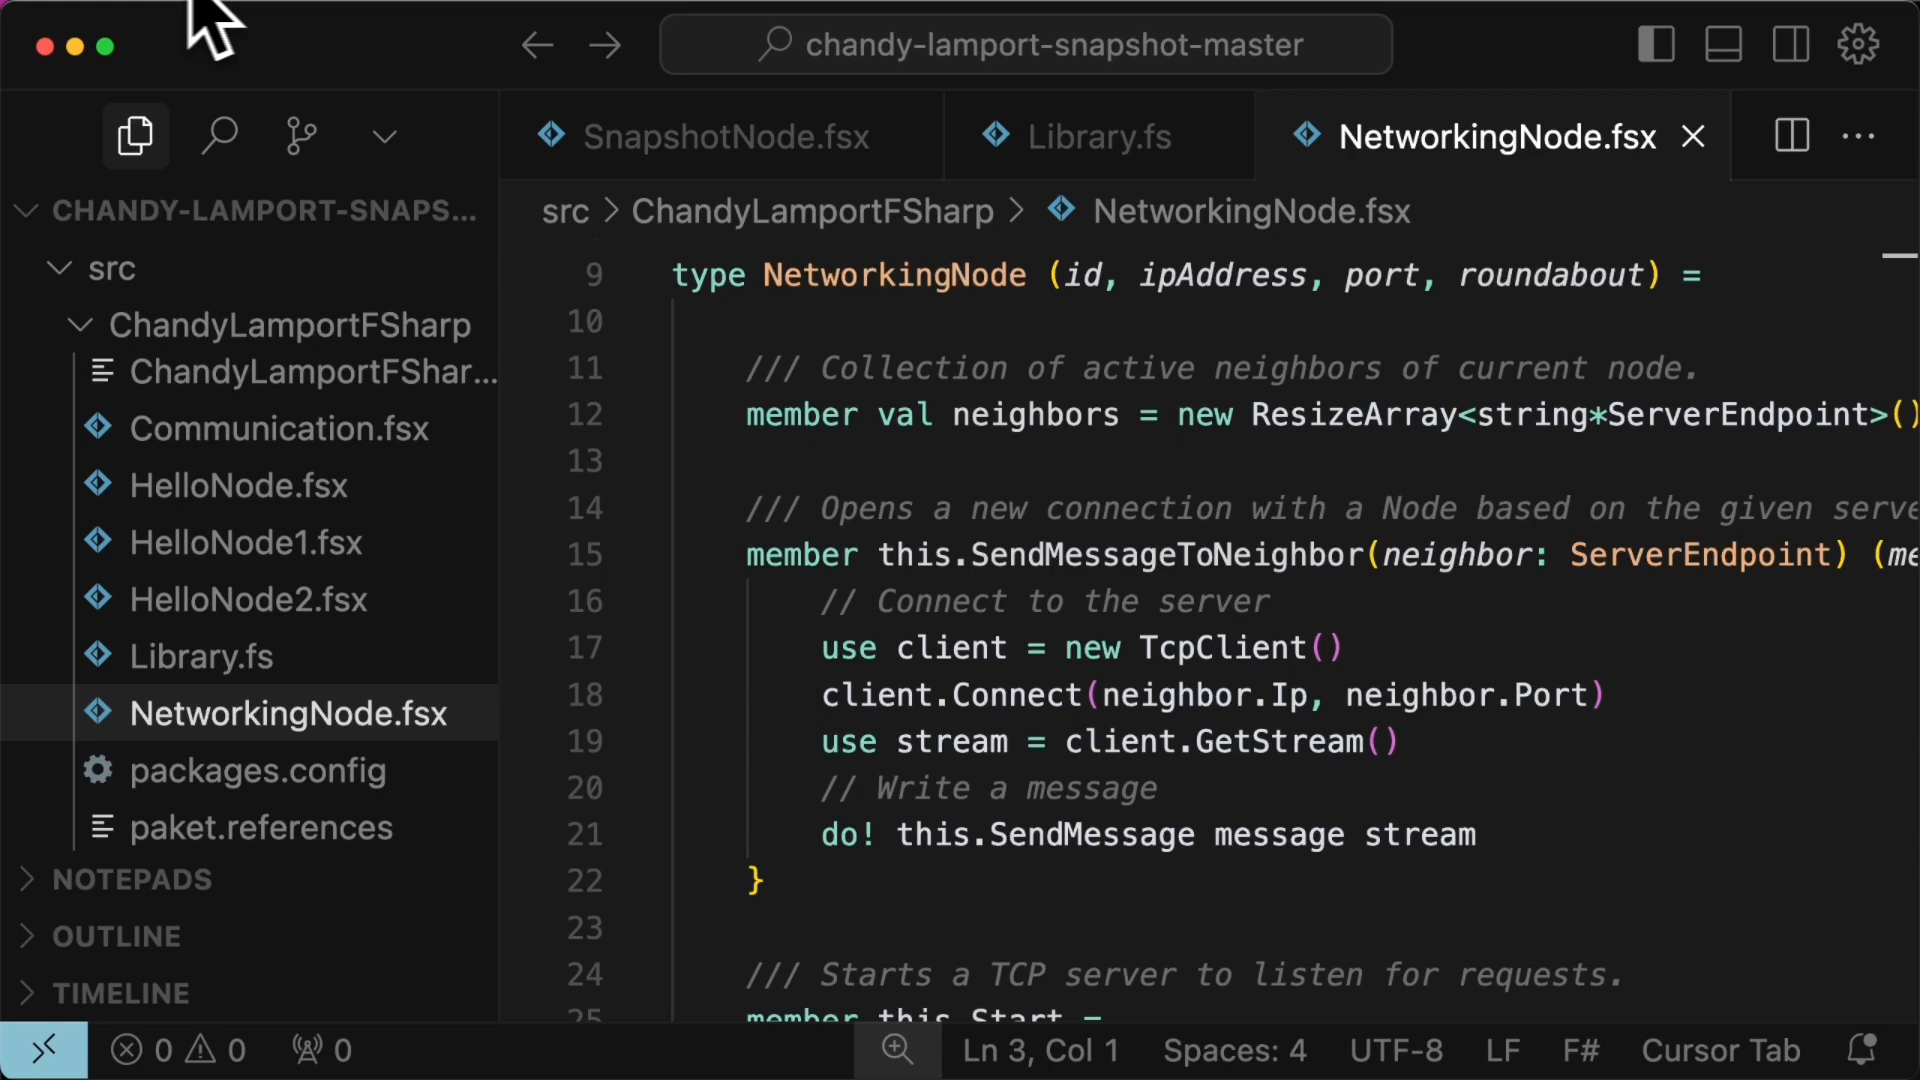 chandy-lamport-snapshot-master
SnapshotNode.fsx
Library.fs
NetworkingNode.fsx
CHANDY-LAMPORT-SNAPS...
src
ChandyLamportFSharp
ChandyLamportFShar...
Communication.fsx
HelloNode.fsx
HelloNode1.fsx
HelloNode2.fsx
Library.fs
NetworkingNode.fsx
packages.config
paket.references
NOTEPADS
OUTLINE
TIMELINE
src > ChandyLamportFSharp > NetworkingNode.fsx
9 type NetworkingNode (id, ipAddress, port, roundabout) =
10
11 /// Collection of active neighbors of current node.
12 member val neighbors = new ResizeArray<string*ServerEndpoint>()
13
14 /// Opens a new connection with a Node based on the given serve
15 member this.SendMessageToNeighbor(neighbor: ServerEndpoint) (me
16 // Connect to the server
17 use client = new TcpClient()
18 client.Connect(neighbor.Ip, neighbor.Port)
19 use stream = client.GetStream()
20 // Write a message
21 do! this.SendMessage message stream
22 }
23
24 /// Starts a TCP server to listen for requests.
25 member this.Start =
0 0 0
Ln 3, Col 1 Spaces: 4 UTF-8 LF F# Cursor Tab